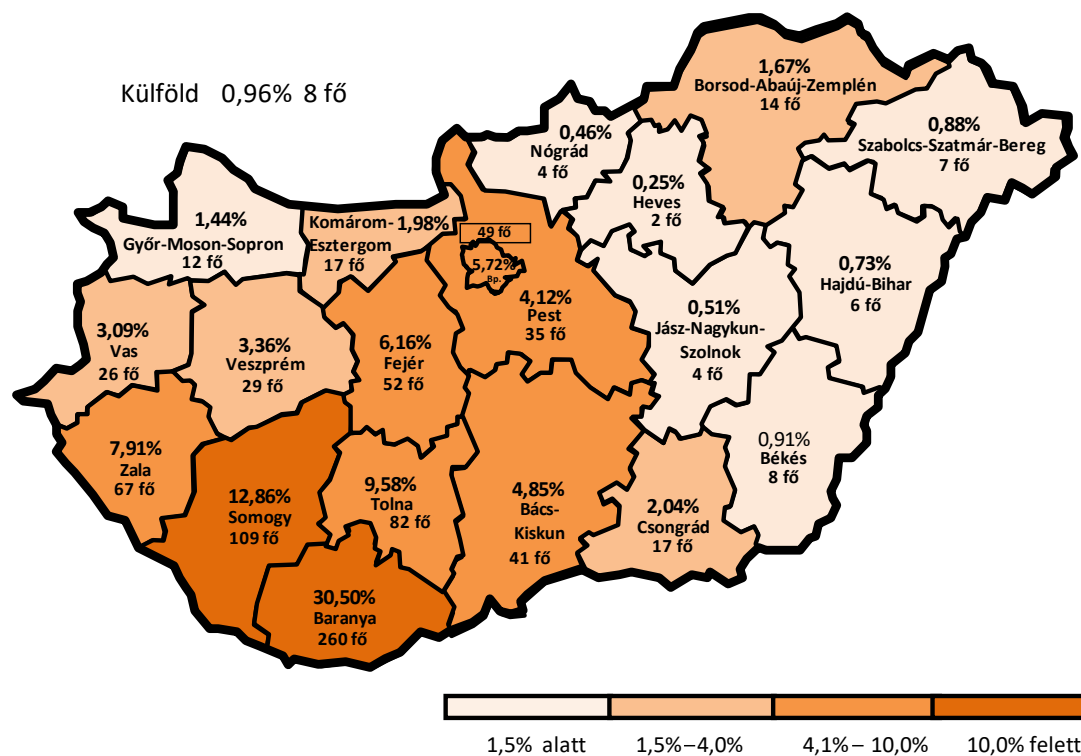 Külföld 0,96% 8 fő
1,67%
Borsod-Abaúj-Zemplén
14 fő
0,46%
Nógrád
4 fő
0,88%
Szabolcs-Szatmár-Bereg
7 fő
0,25%
Heves
2 fő
1,44%
Győr-Moson-Sopron
12 fő
Komárom- 1,98%
Esztergom
17 fő
49 fő
5,72%
Bp.
4,12%
Pest
35 fő
0,73%
Hajdú-Bihar
6 fő
0,51%
Jász-Nagykun-
Szolnok
4 fő
3,09%
Vas
26 fő
3,36%
Veszprém
29 fő
6,16%
Fejér
52 fő
7,91%
Zala
67 fő
12,86%
Somogy
109 fő
9,58%
Tolna
82 fő
4,85%
Bács-
Kiskun
41 fő
2,04%
Csongrád
17 fő
0,91%
Békés
8 fő
30,50%
Baranya
260 fő
1,5% alatt 1,5%–4,0% 4,1%– 10,0% 10,0% felett